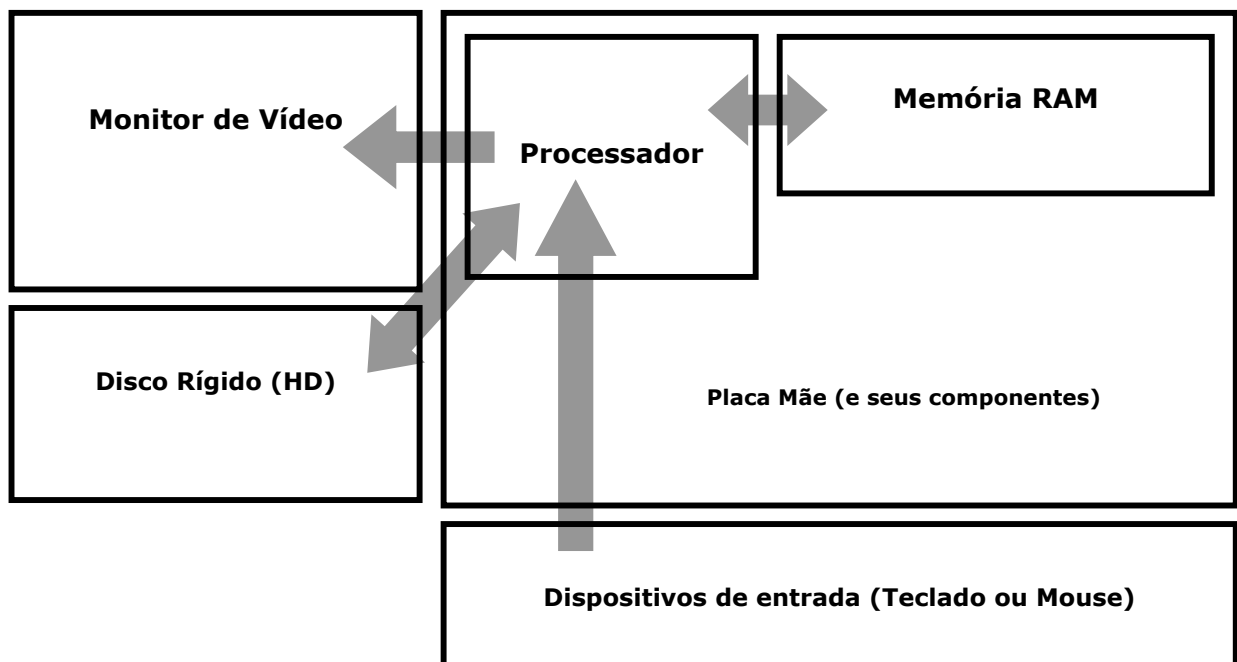 Monitor de Vídeo
Processador
Memória RAM
Disco Rígido (HD)
Placa Mãe (e seus componentes)
Dispositivos de entrada (Teclado ou Mouse)